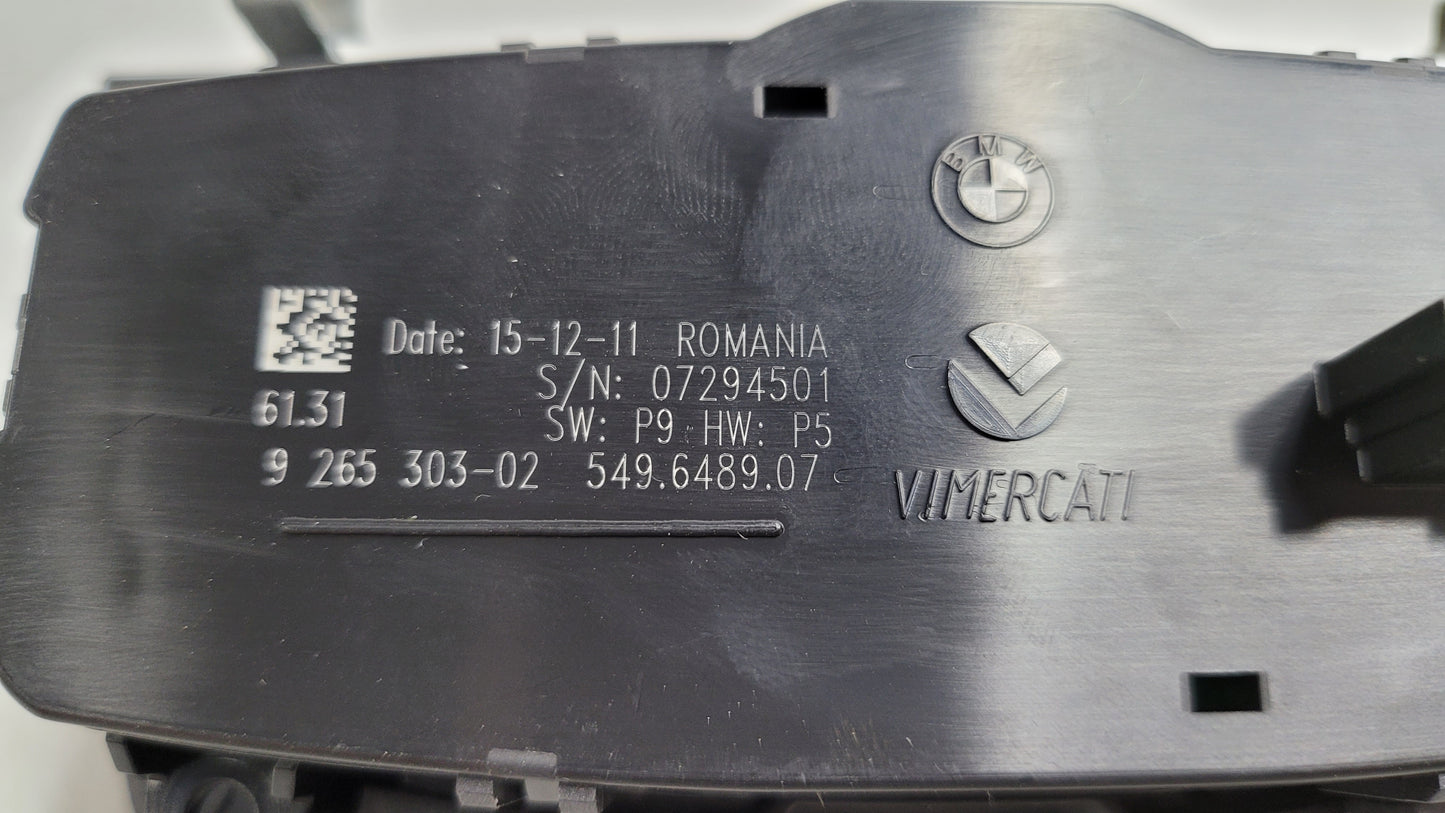 BMW
Date: 15-12-11 ROMANIA
S/N: 07294501
61.31
SW: P9 HW: P5
9 265 303-02 549.6489.07
VIMERCATI